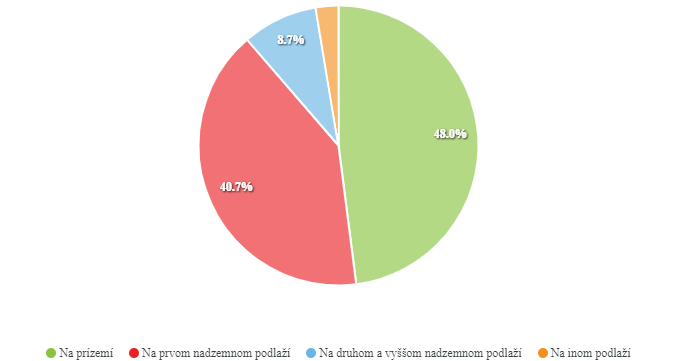 8.7%
48.0%
40.7%
Na prízemí Na prvom nadzemnom podlaží Na druhom a vyššom nadzemnom podlaží Na inom podlaží